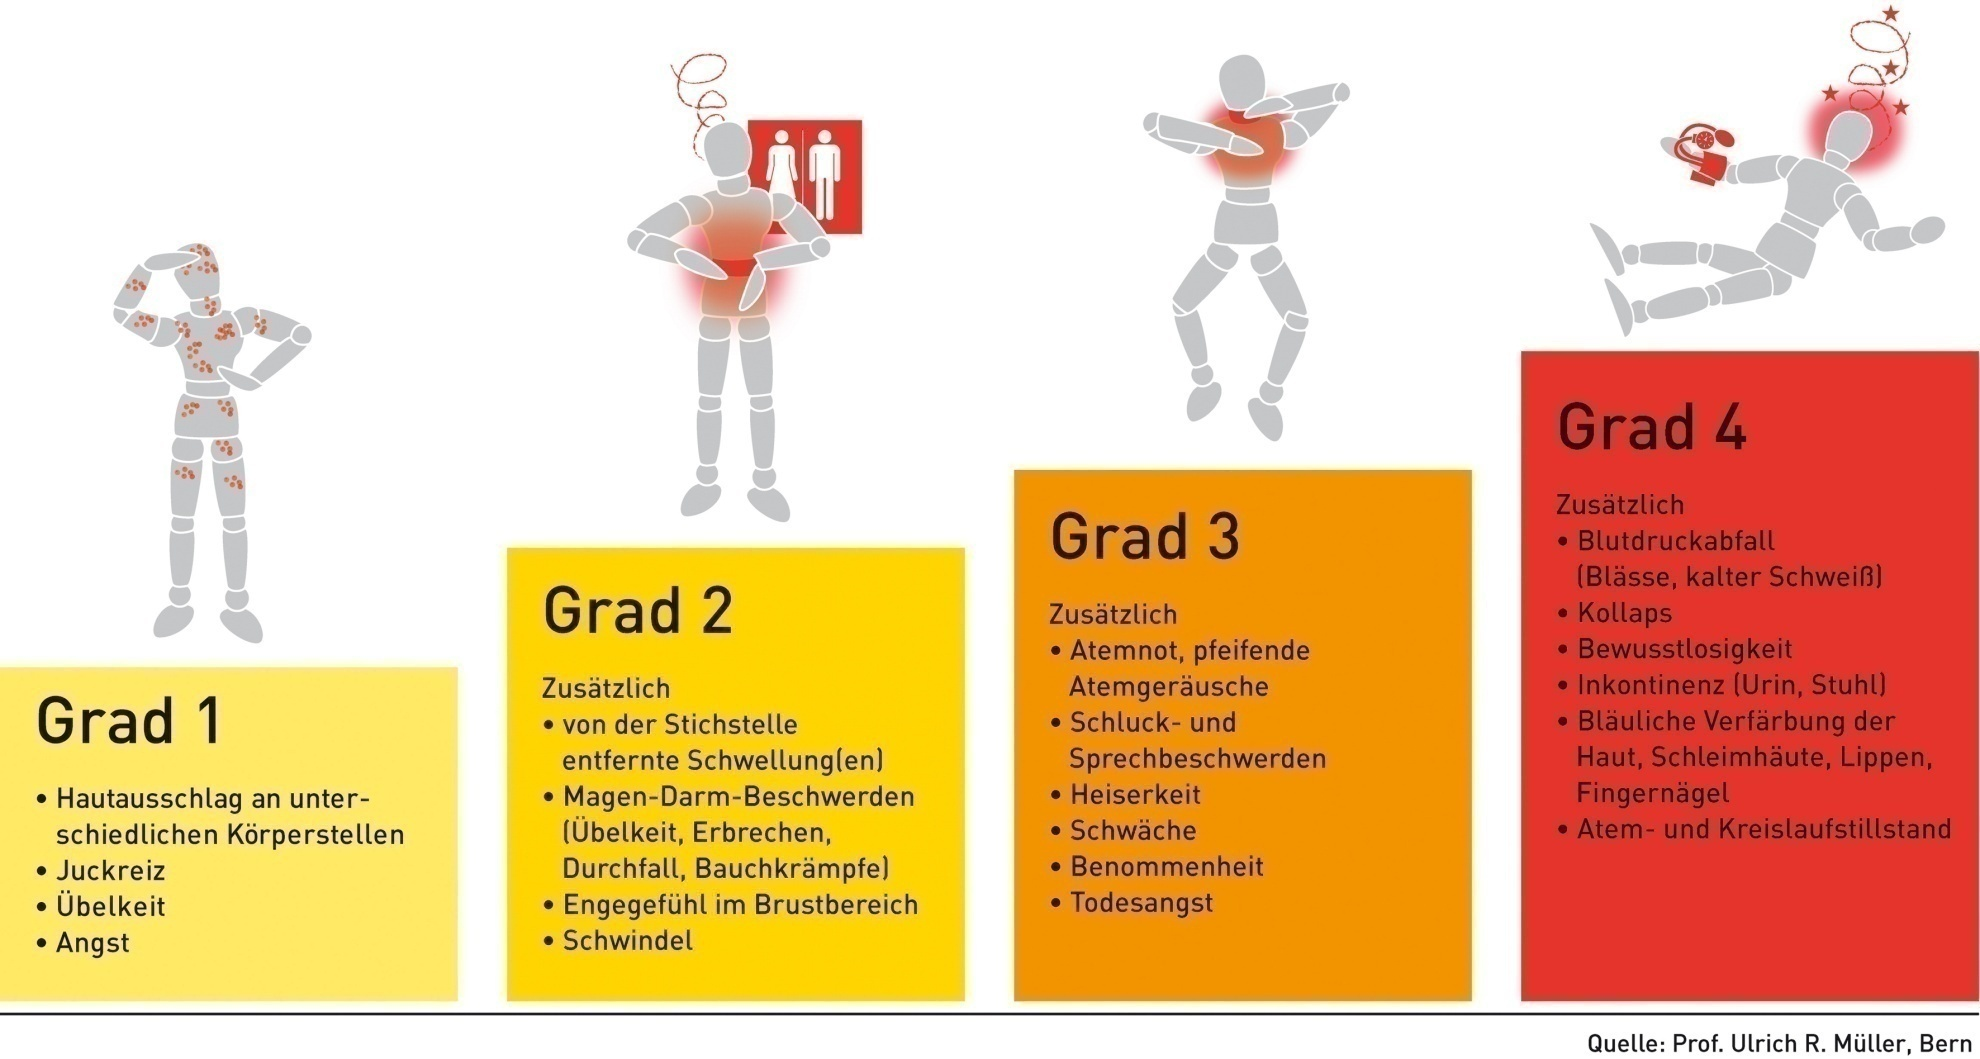 Grad 1
• Hautausschlag an unter-
schiedlichen Körperstellen
• Juckreiz
• Übelkeit
• Angst
Grad 2
Zusätzlich
• von der Stichstelle
entfernte Schwellung(en)
• Magen-Darm-Beschwerden
(Übelkeit, Erbrechen,
Durchfall, Bauchkrämpfe)
• Engegefühl im Brustbereich
• Schwindel
Grad 3
Zusätzlich
• Atemnot, pfeifende
Atemgeräusche
• Schluck- und
Sprechbeschwerden
• Heiserkeit
• Schwäche
• Benommenheit
• Todesangst
Grad 4
Zusätzlich
• Blutdruckabfall
(Blässe, kalter Schweiß)
• Kollaps
• Bewusstlosigkeit
• Inkontinenz (Urin, Stuhl)
• Bläuliche Verfärbung der
Haut, Schleimhäute, Lippen,
Fingernägel
• Atem- und Kreislaufstillstand
Quelle: Prof. Ulrich R. Müller, Bern